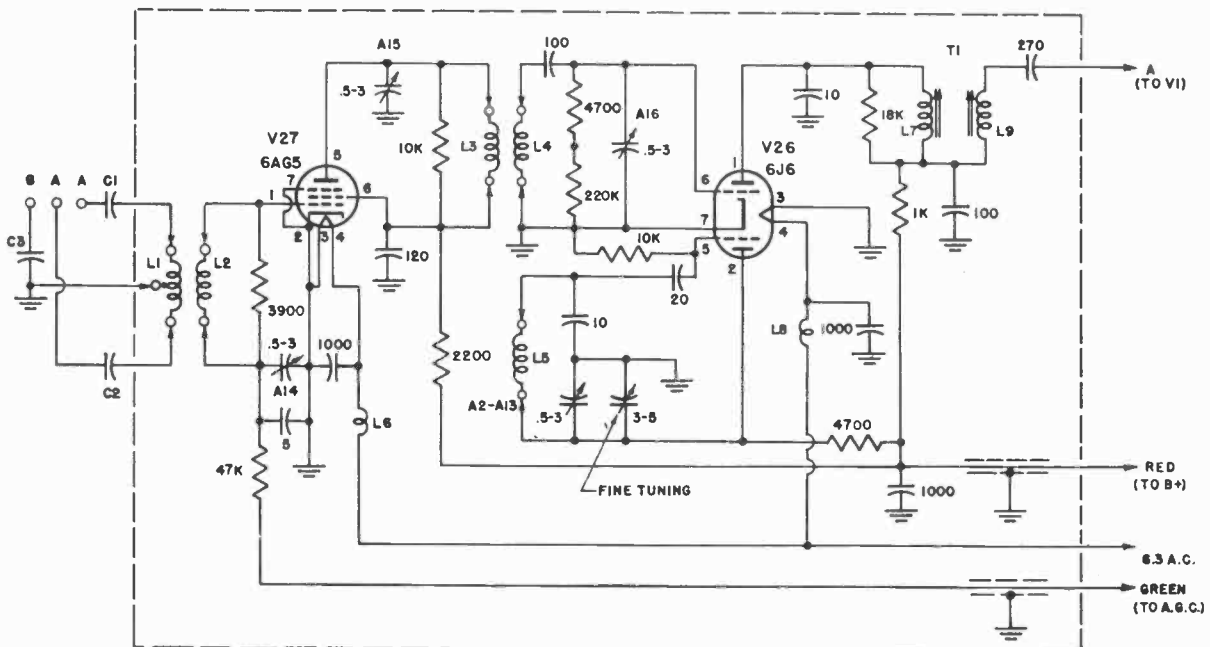 A15
100
T1
270
A
(TO V1)
.5-3
4700
A16
10
V27
6AG5
10K
L3
L4
.5-3
18K
L7
L9
V26
6J6
5
7
1
6
2
3
4
G A A C1
C3
L1
L2
220K
1
6
7
5
2
3
4
1K
100
120
10K
20
3900
10
L8
1000
.5-3
1000
2200
L5
A14
C2
5
L6
A2-A13
.5-3
3-5
4700
47K
FINE TUNING
1000
RED
(TO B+)
6.3 A.C.
GREEN
(TO A.G.C.)